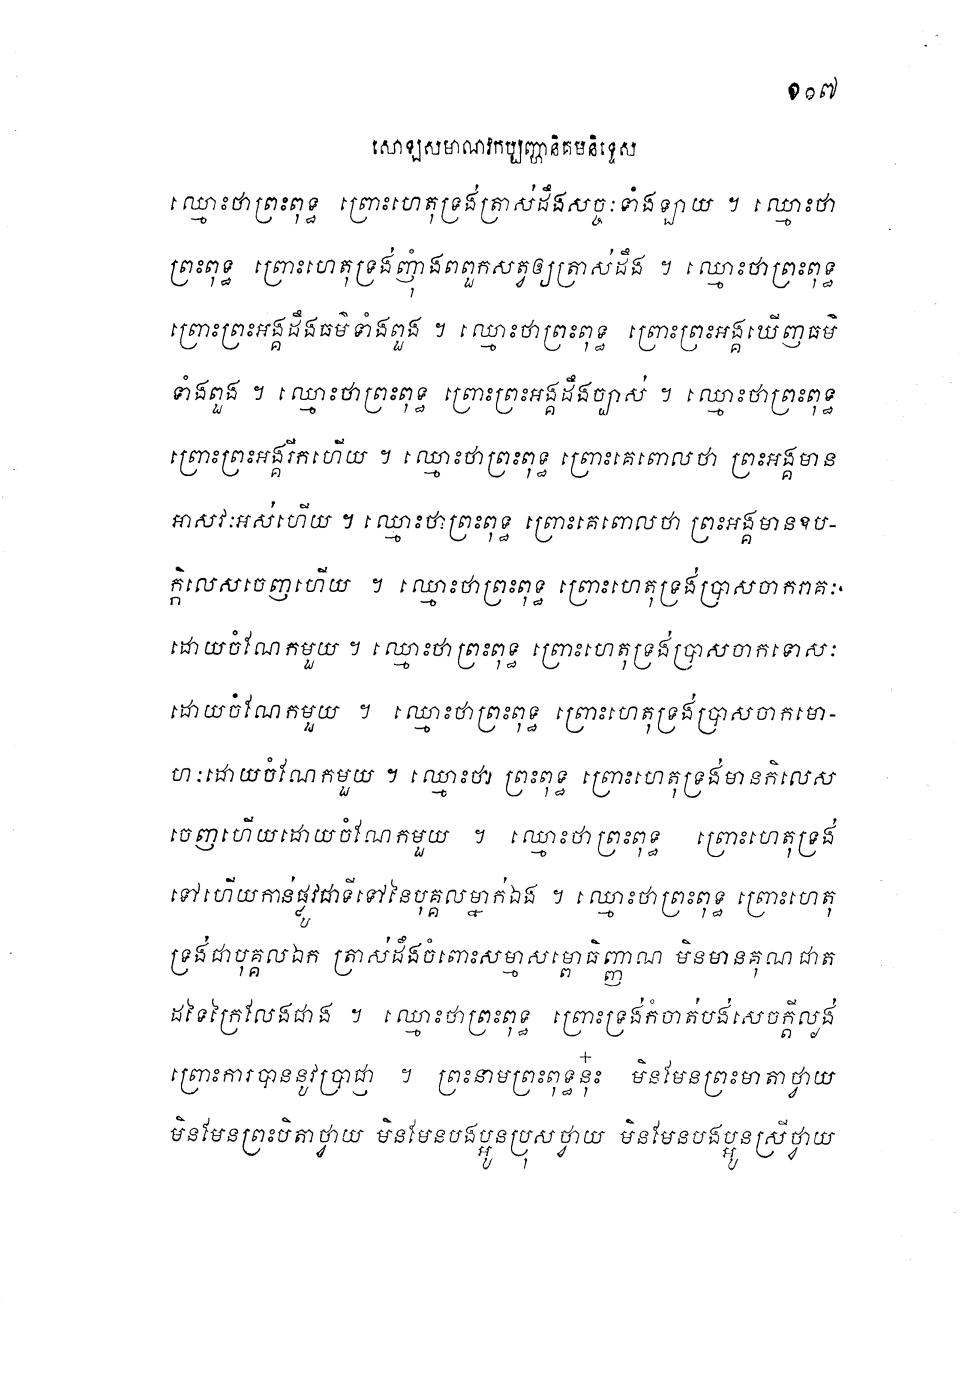 ១០៧
សោឡសមាណវកប្បញ្ហានិគមនិទ្ទេស
ឈ្មោះថាព្រះពុទ្ធ ព្រោះហេតុទ្រង់ត្រាស់ដឹងសច្ចៈទាំងឡាយ ។ ឈ្មោះថា
ព្រះពុទ្ធ ព្រោះហេតុទ្រង់ញុំាងពពួកសត្វឲ្យត្រាស់ដឹង ។ ឈ្មោះថាព្រះពុទ្ធ
ព្រោះព្រះអង្គដឹងធម៌ទាំងពួង ។ ឈ្មោះថាព្រះពុទ្ធ ព្រោះព្រះអង្គឃើញធម៌
ទាំងពួង ។ ឈ្មោះថាព្រះពុទ្ធ ព្រោះព្រះអង្គដឹងច្បាស់ ។ ឈ្មោះថាព្រះពុទ្ធ
ព្រោះព្រះអង្គរីកហើយ ។ ឈ្មោះថាព្រះពុទ្ធ ព្រោះគេពោលថា ព្រះអង្គមាន
អាសវៈអស់ហើយ ។ ឈ្មោះថាព្រះពុទ្ធ ព្រោះគេពោលថា ព្រះអង្គមានឧប-
ក្កិលេសចេញហើយ ។ ឈ្មោះថាព្រះពុទ្ធ ព្រោះហេតុទ្រង់ប្រាសចាករាគៈ
ដោយចំណែកមួយ ។ ឈ្មោះថាព្រះពុទ្ធ ព្រោះហេតុទ្រង់ប្រាសចាកទោសៈ
ដោយចំណែកមួយ ។ ឈ្មោះថាព្រះពុទ្ធ ព្រោះហេតុទ្រង់ប្រាសចាកមោ-
ហៈដោយចំណែកមួយ ។ ឈ្មោះថា ព្រះពុទ្ធ ព្រោះហេតុទ្រង់មានកិលេស
ចេញហើយដោយចំណែកមួយ ។ ឈ្មោះថាព្រះពុទ្ធ ព្រោះហេតុទ្រង់
ទៅហើយកាន់ផ្លូវជាទីទៅនៃបុគ្គលម្នាក់ឯង ។ ឈ្មោះថាព្រះពុទ្ធ ព្រោះហេតុ
ទ្រង់ជាបុគ្គលឯក ត្រាស់ដឹងចំពោះសម្មាសម្ពោធិញ្ញាណ មិនមានគុណជាត
ដទៃក្រៃលែងជាង ។ ឈ្មោះថាព្រះពុទ្ធ ព្រោះទ្រង់កំចាត់បង់សេចក្តីល្ងង់
ព្រោះការបាននូវប្រាជ្ញា ។ ព្រះនាមព្រះពុទ្ធនុ៎ះ មិនមែនព្រះមាតាថ្វាយ
មិនមែនព្រះបិតាថ្វាយ មិនមែនបងប្អូនប្រុសថ្វាយ មិនមែនបងប្អូនស្រីថ្វាយ